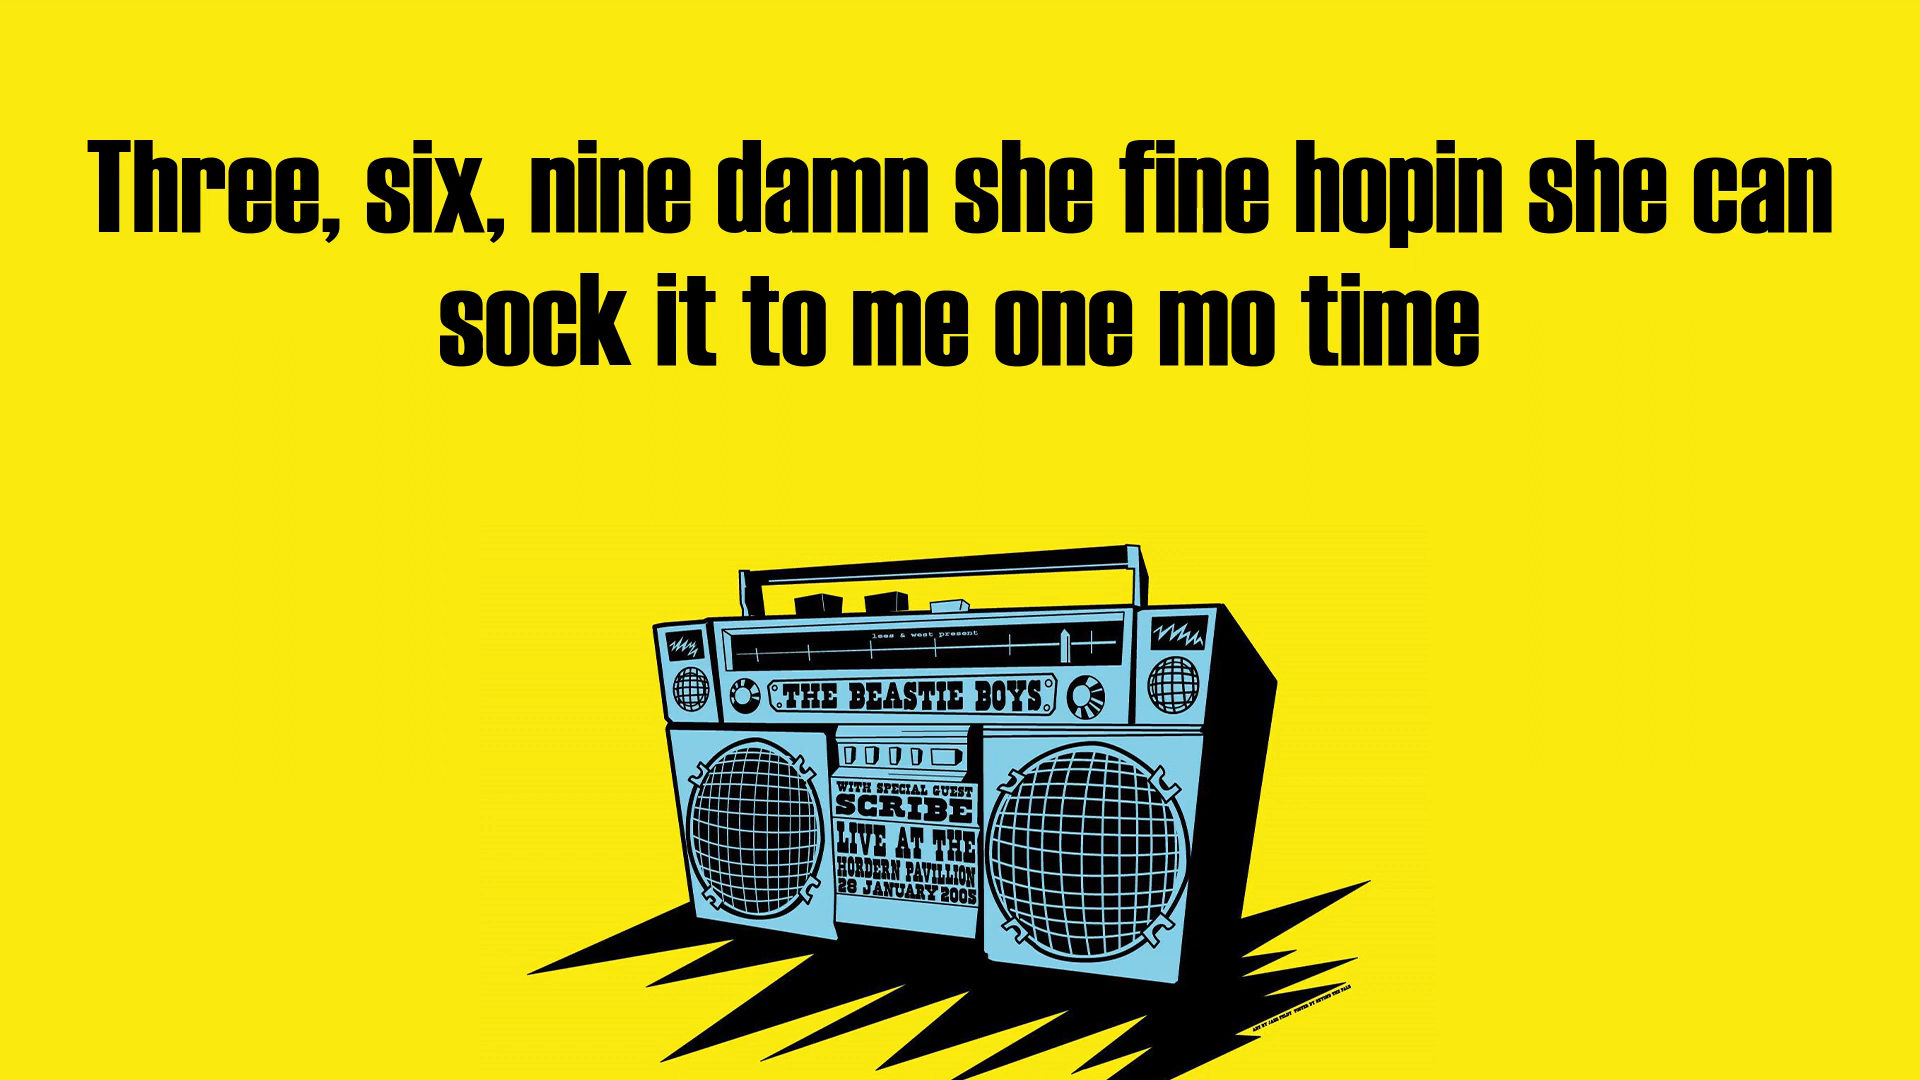 Three, six, nine damn she fine hopin she can
sock it to me one mo time
lees & west present
THE BEASTIE BOYS
WITH SPECIAL GUEST
SCRIBE
LIVE AT THE
HORDERN PAVILLION
28 JANUARY 2005